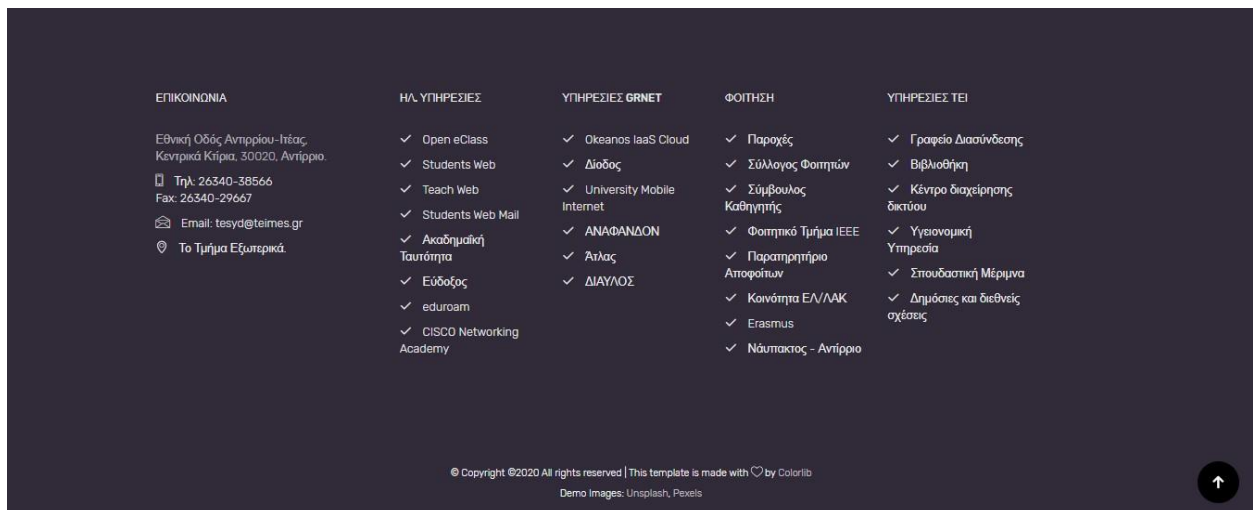 ΕΠΙΚΟΙΝΩΝΙΑ
Εθνική Οδός Αντιρρίου-Ιτέας,
Κεντρικά Κτίρια, 30020, Αντίρριο.
Τηλ: 26340-38566
Fax: 26340-29667
Email: tesyd@teimes.gr
Το Τμήμα Εξωτερικά.
ΗΛ. ΥΠΗΡΕΣΙΕΣ
Open eClass
Students Web
Teach Web
Students Web Mail
Ακαδημαϊκή
Ταυτότητα
Εύδοξος
eduroam
CISCO Networking
Academy
ΥΠΗΡΕΣΙΕΣ GRNET
Okeanos IaaS Cloud
Δίοδος
University Mobile
Internet
ΑΝΑΦΑΝΔΟΝ
Άτλας
ΔΙΑΥΛΟΣ
ΦΟΙΤΗΣΗ
Παροχές
Σύλλογος Φοιτητών
Σύμβουλος
Καθηγητής
Φοιτητικό Τμήμα IEEE
Παρατηρητήριο
Αποφοίτων
Κοινότητα ΕΛ/ΛΑΚ
Erasmus
Ναύπακτος - Αντίρριο
ΥΠΗΡΕΣΙΕΣ ΤΕΙ
Γραφείο Διασύνδεσης
Βιβλιοθήκη
Κέντρο διαχείρησης
δικτύου
Υγειονομική
Υπηρεσία
Σπουδαστική Μέριμνα
Δημόσιες και διεθνείς
σχέσεις
© Copyright ©2020 All rights reserved | This template is made with ♡ by Colorlib
Demo Images: Unsplash, Pexels